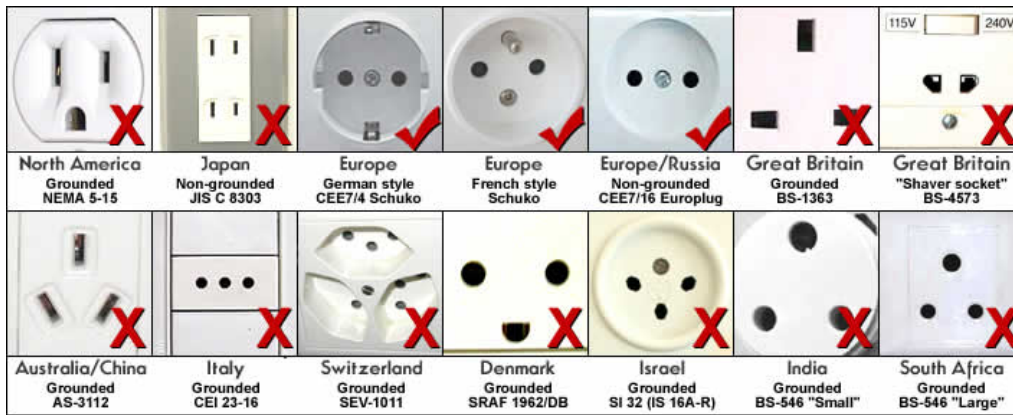 115V 240V
North America
Grounded
NEMA 5-15
Japan
Non-grounded
JIS C 8303
Europe
German style
CEE7/4 Schuko
Europe
French style
Schuko
Europe/Russia
Non-grounded
CEE7/16 Europlug
Great Britain
Grounded
BS-1363
Great Britain
"Shaver socket"
BS-4573
Australia/China
Grounded
AS-3112
Italy
Grounded
CEI 23-16
Switzerland
Grounded
SEV-1011
Denmark
Grounded
SRAF 1962/DB
Israel
Grounded
SI 32 (IS 16A-R)
India
Grounded
BS-546 "Small"
South Africa
Grounded
BS-546 "Large"